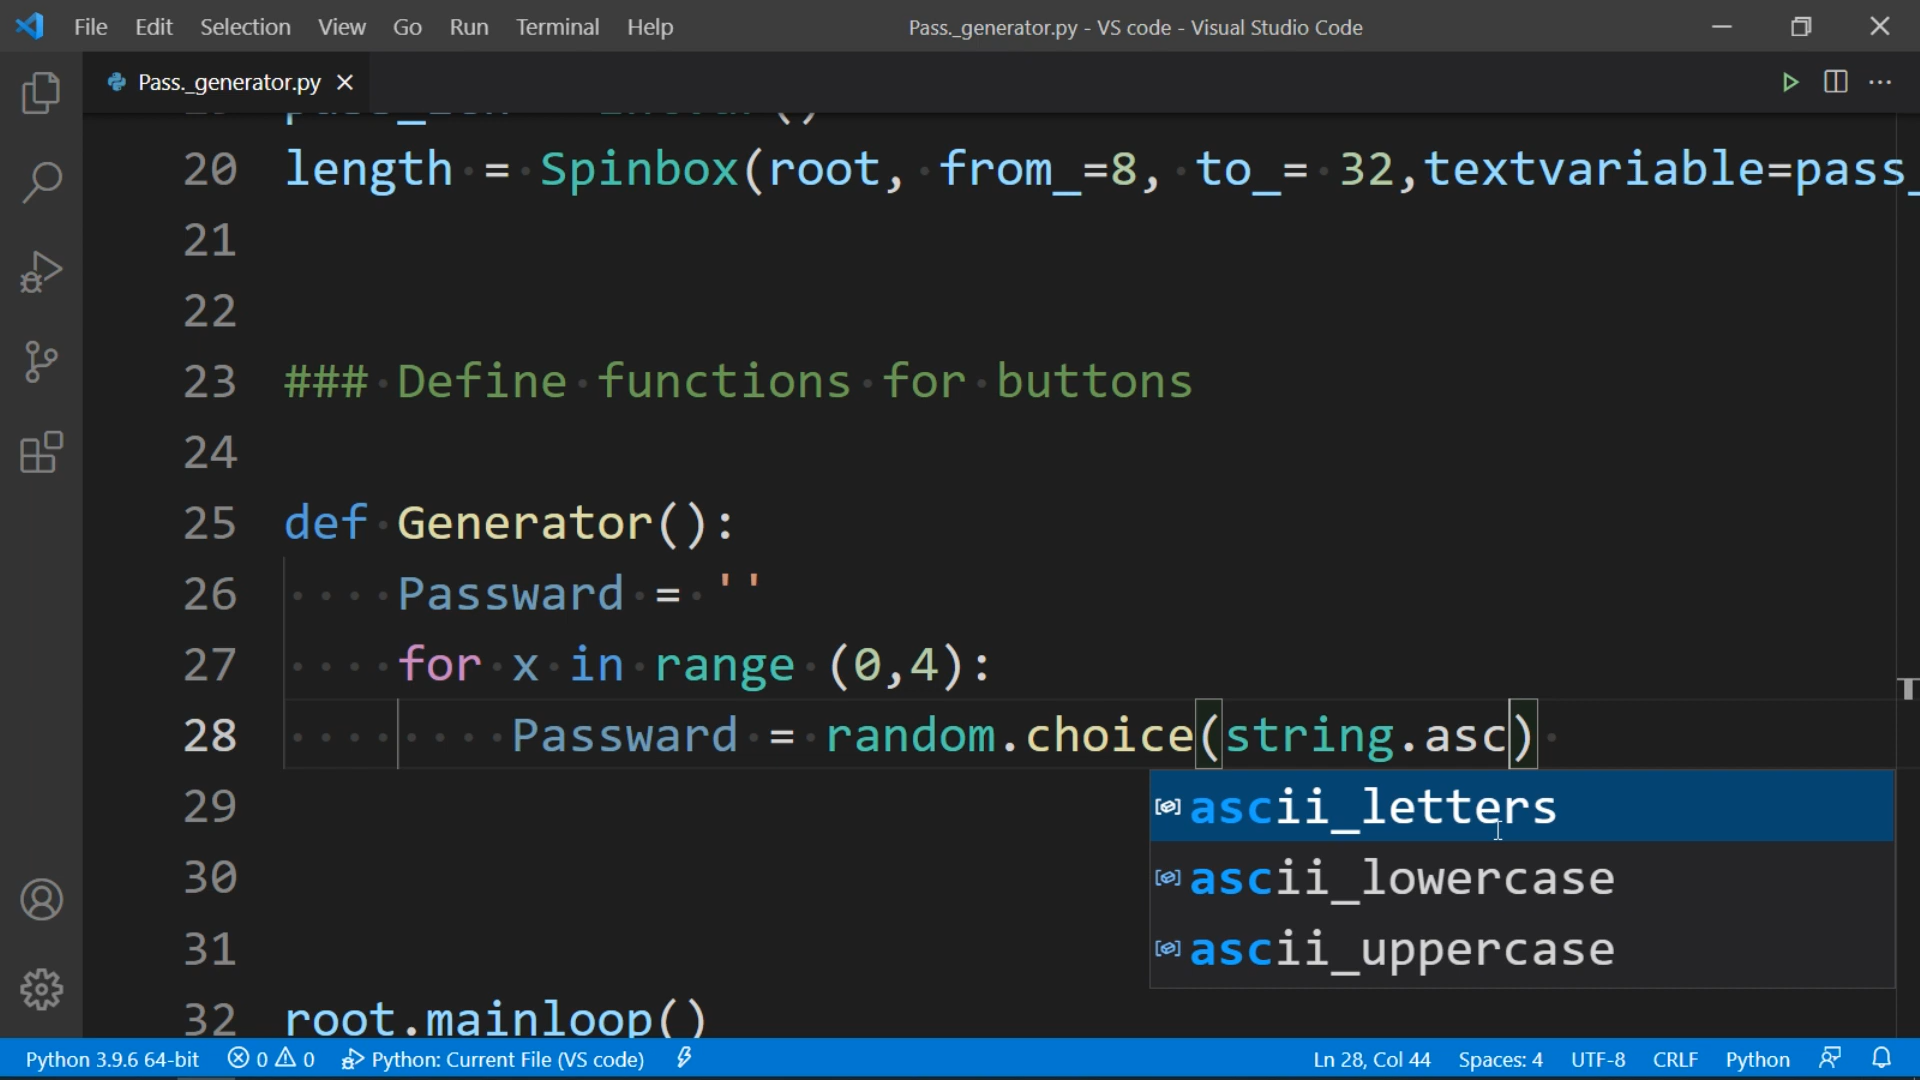 File Edit Selection View Go Run Terminal Help Pass._generator.py - VS code - Visual Studio Code
Pass._generator.py
20 length = Spinbox(root, from_=8, to_= 32,textvariable=pass_
21
22
23 ### Define functions for buttons
24
25 def Generator():
26 Passward = ''
27 for x in range (0,4):
28 Passward = random.choice(string.asc)
ascii_letters
29
ascii_lowercase
30
ascii_uppercase
31
32 root.mainloop()
Python 3.9.6 64-bit 0 0 Python: Current File (VS code) Ln 28, Col 44 Spaces: 4 UTF-8 CRLF Python